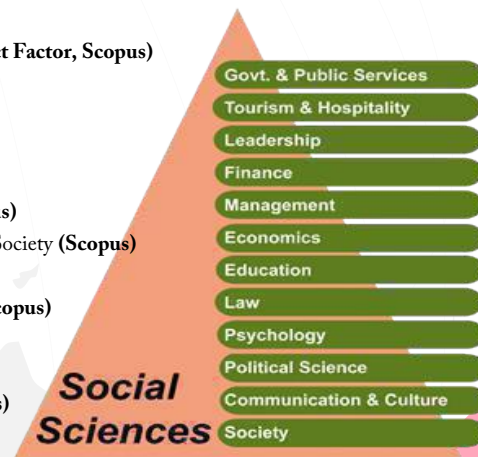 Factor, Scopus)
Govt. & Public Services
Tourism & Hospitality
Leadership
Finance
Management
Economics
Education
Society (Scopus)
Law
Psychology
Political Science
Communication & Culture
Society
Social
Sciences